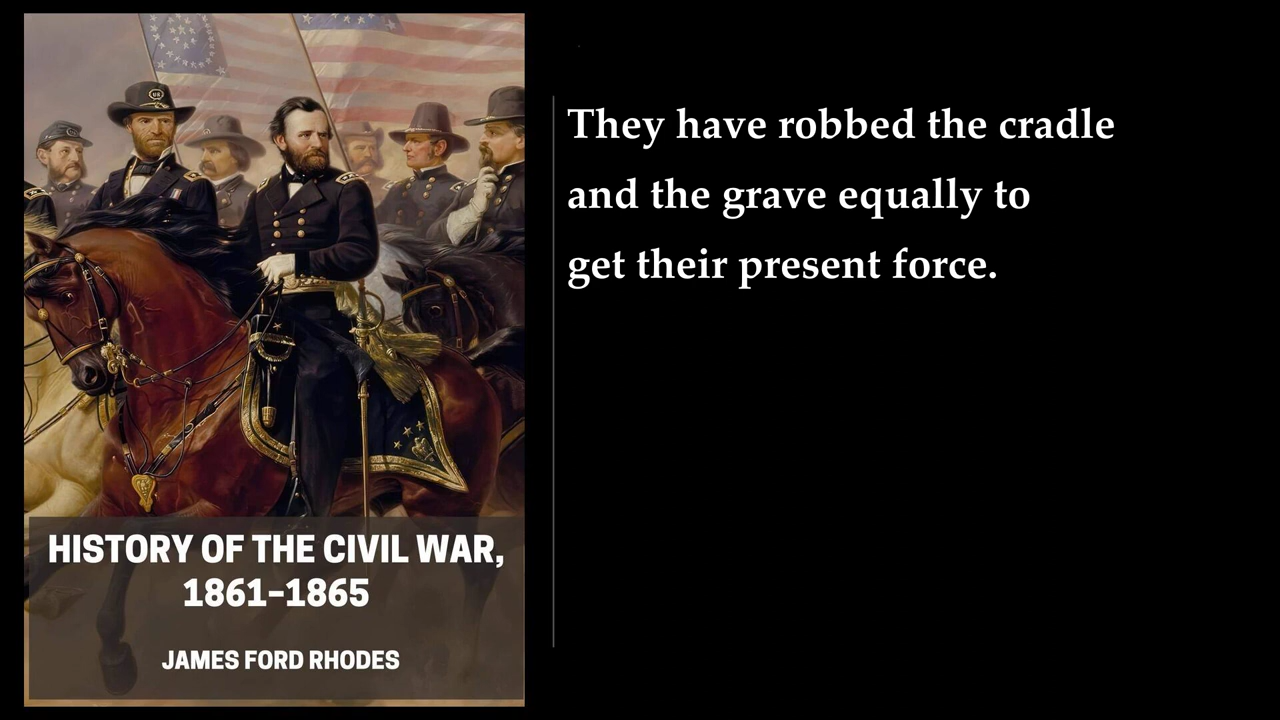 They have robbed the cradle
and the grave equally to
get their present force.
HISTORY OF THE CIVIL WAR,
1861–1865
JAMES FORD RHODES